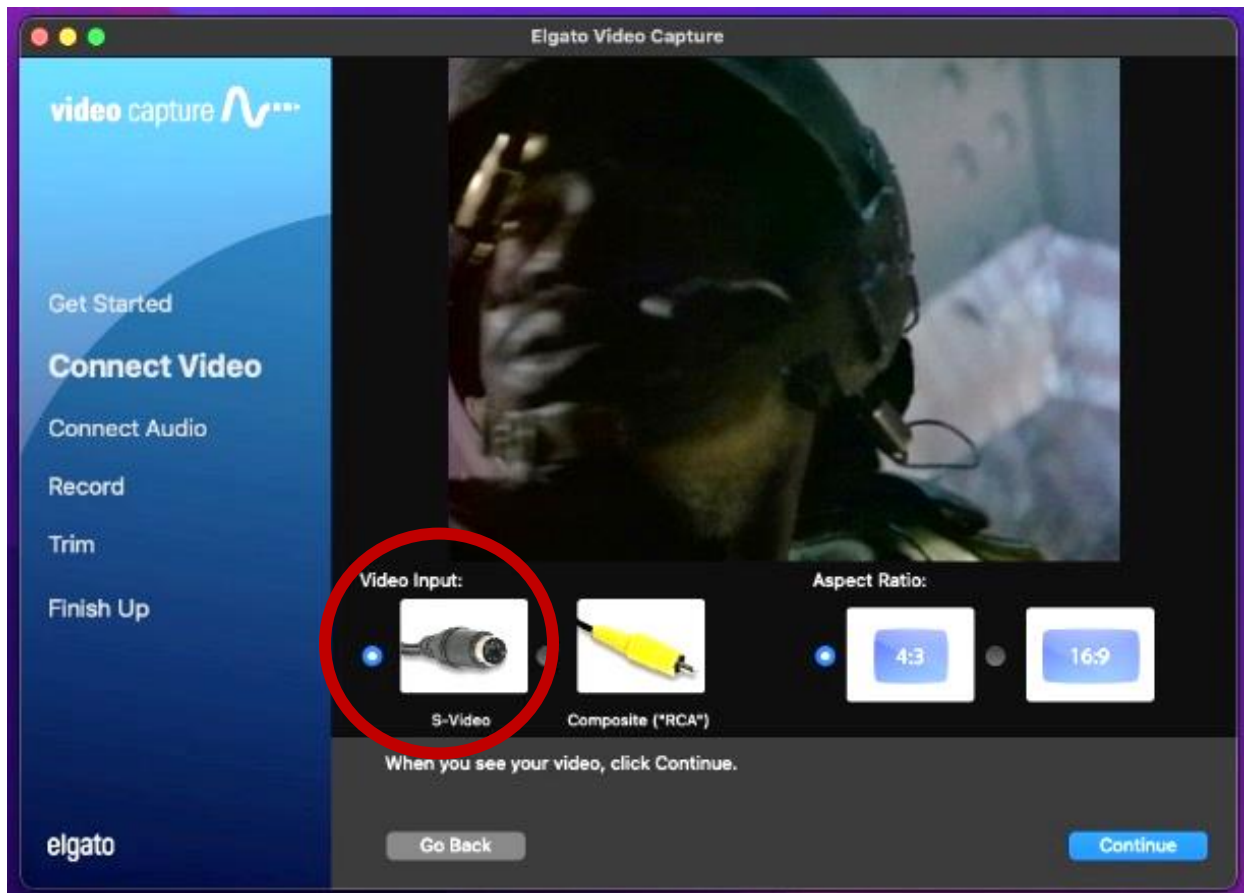 Elgato Video Capture
video capture
Get Started
Connect Video
Connect Audio
Record
Trim
Finish Up
elgato
Video Input:
S-Video
Composite ("RCA")
Aspect Ratio:
4:3
16:9
When you see your video, click Continue.
Go Back
Continue